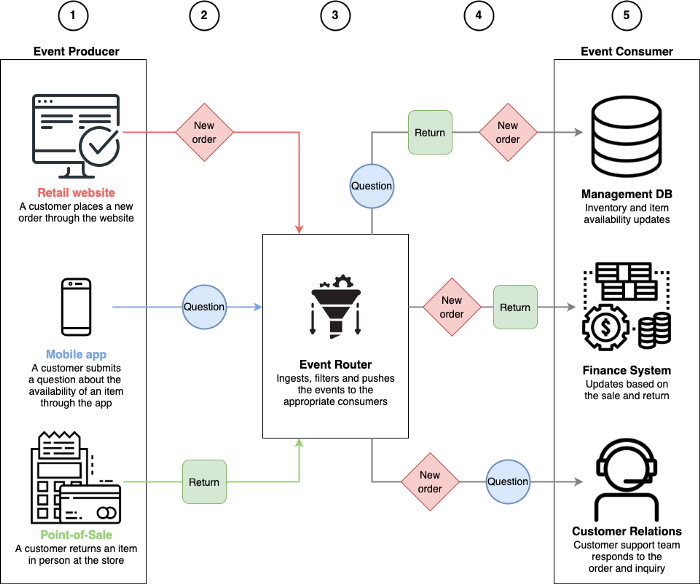 1
2
3
4
5
Event Producer
Event Consumer
Retail website
A customer places a new
order through the website
Mobile app
A customer submits
a question about the
availability of an item
through the app
Point-of-Sale
A customer returns an item
in person at the store
New
order
Question
Return
Event Router
Ingests, filters and pushes
the events to the
appropriate consumers
Question
Return
New
order
New
order
Return
New
order
Question
$
Management DB
Inventory and item
availability updates
Finance System
Updates based on
the sale and return
Customer Relations
Customer support team
responds to the
order and inquiry